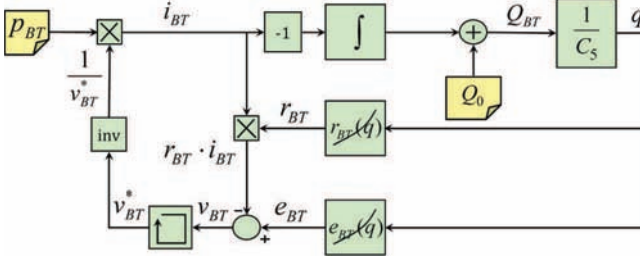 p_BT
×
i_BT
-1
∫
+
Q_BT
1/C_5
q
1/v*_BT
Q_0
inv
×
r_BT
r_BT(q)
r_BT · i_BT
v*_BT
v_BT
-
+
e_BT
e_BT(q)